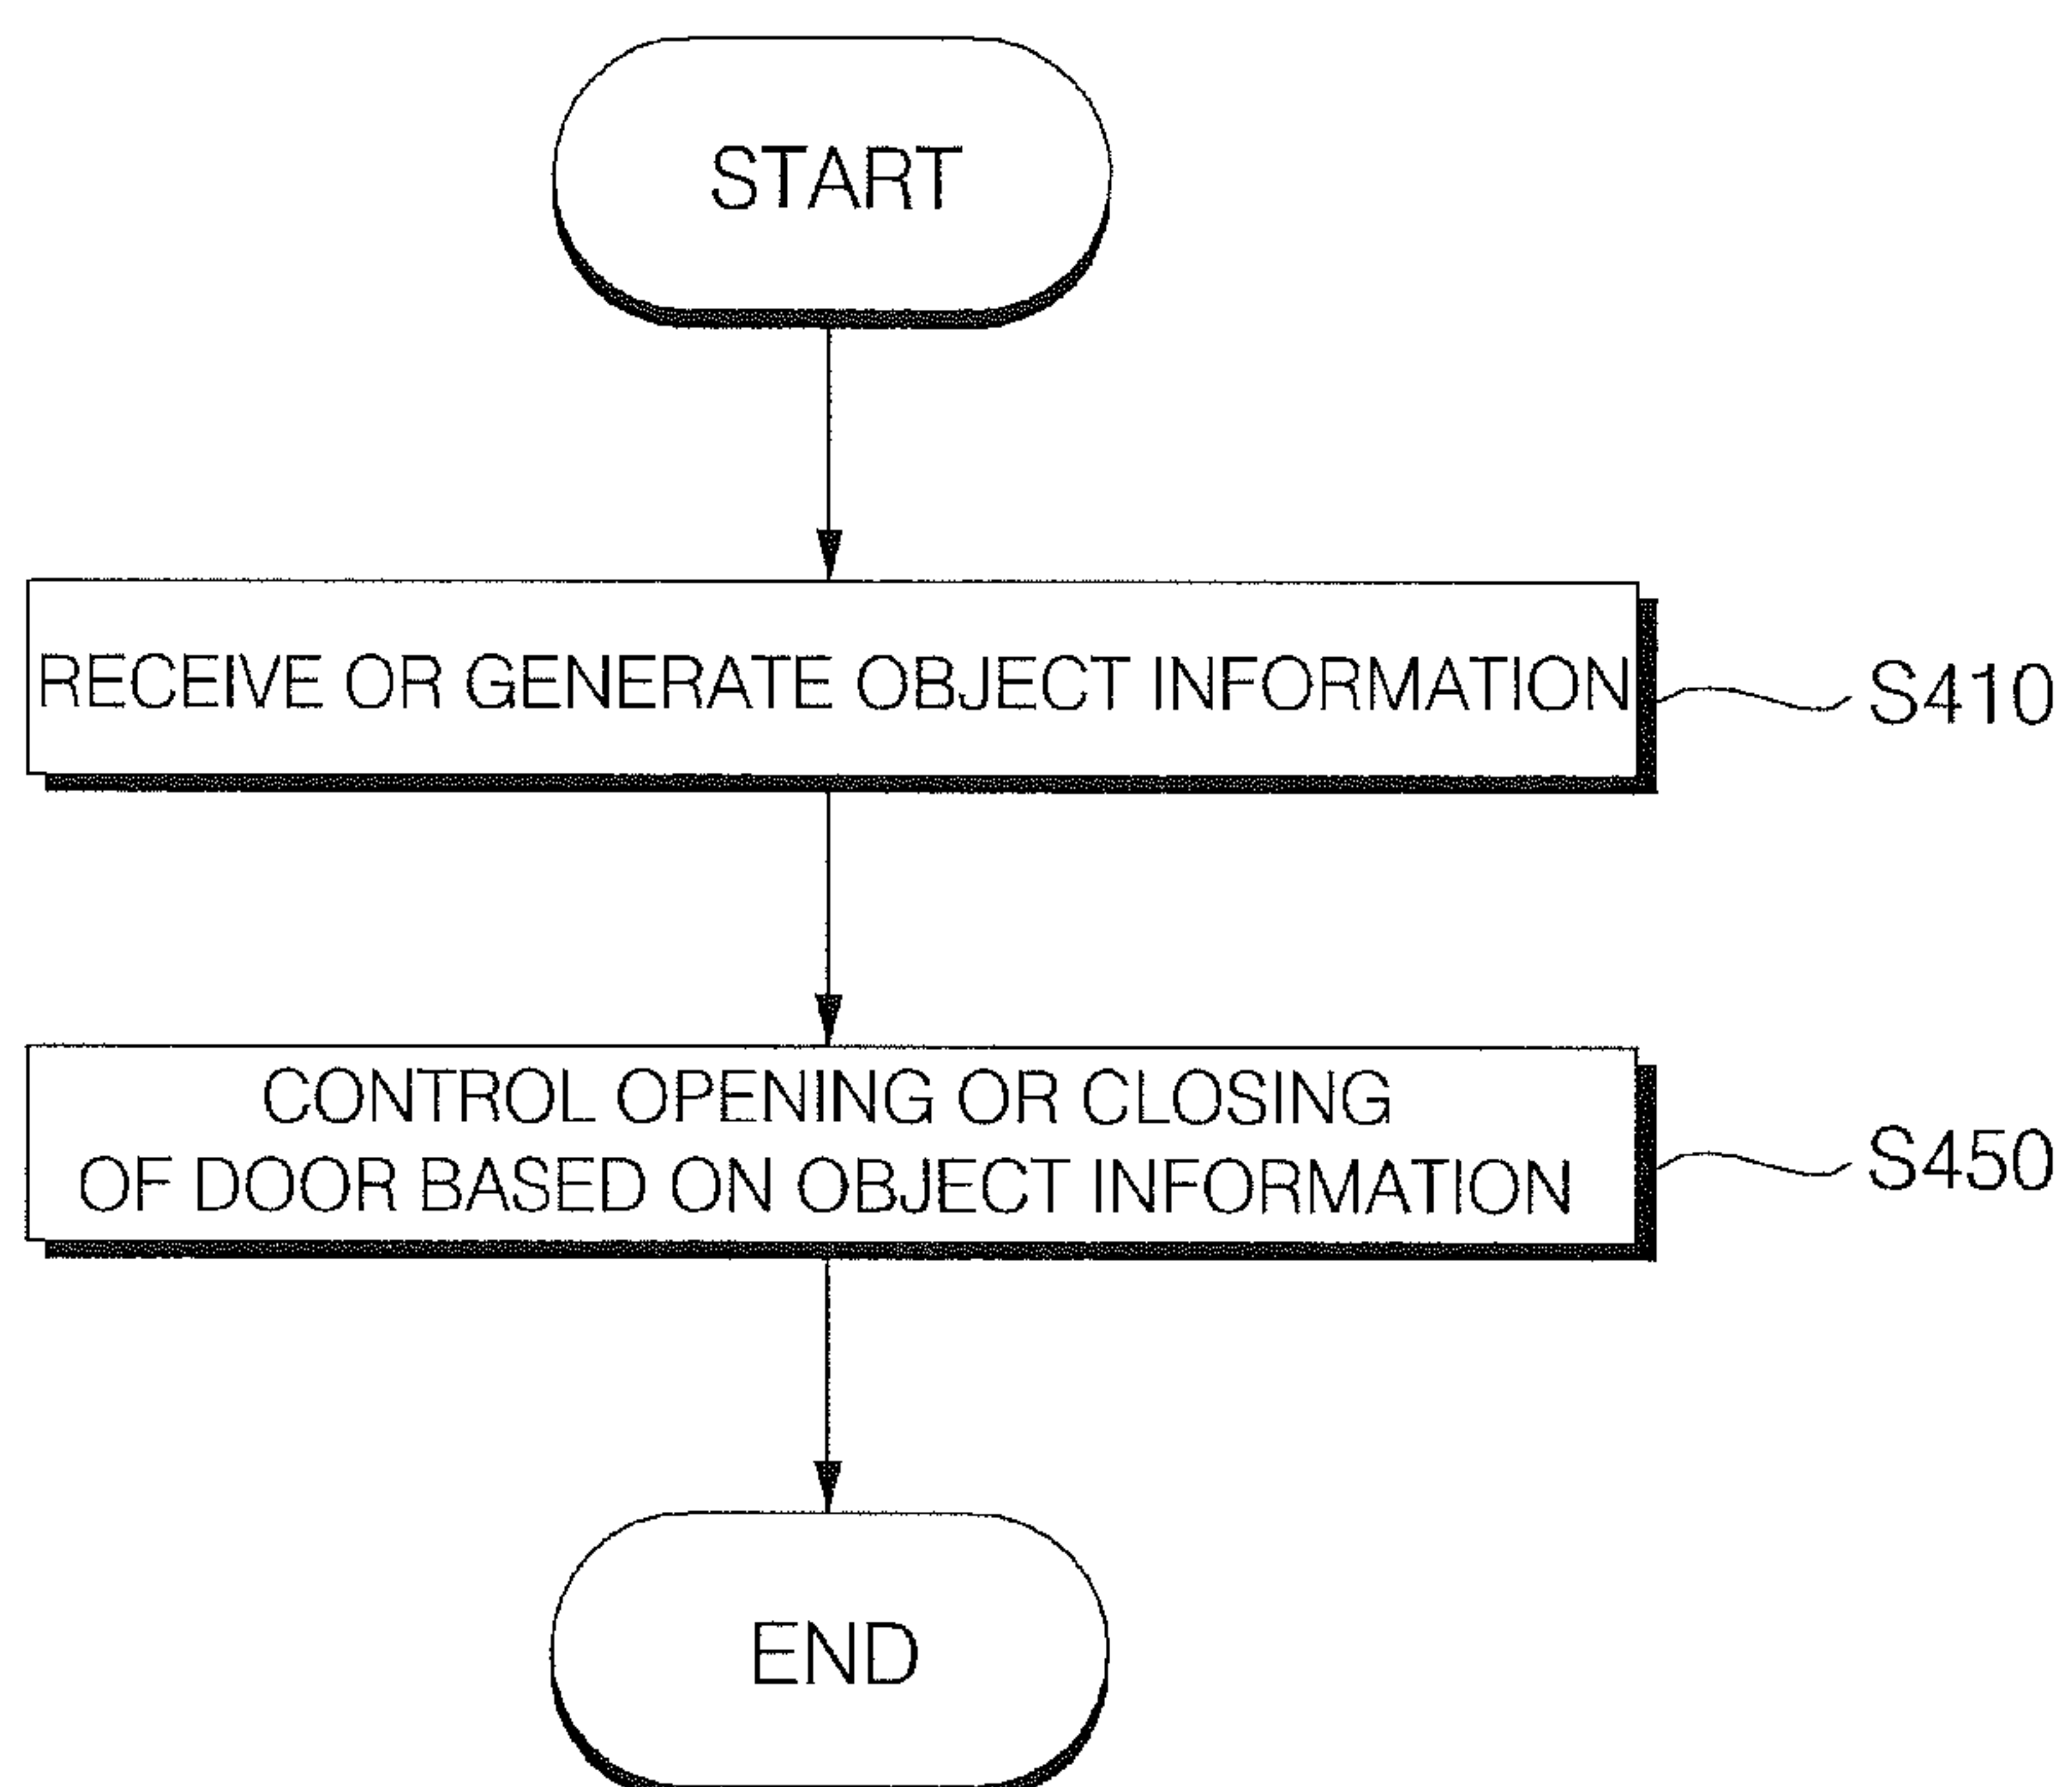 START
RECEIVE OR GENERATE OBJECT INFORMATION
S410
CONTROL OPENING OR CLOSING
OF DOOR BASED ON OBJECT INFORMATION
S450
END